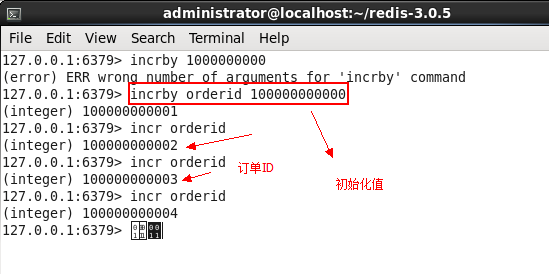 administrator@localhost:~/redis-3.0.5
File Edit View Search Terminal Help
127.0.0.1:6379> incrby 1000000000
(error) ERR wrong number of arguments for 'incrby' command
127.0.0.1:6379> incrby orderid 100000000000
(integer) 100000000001
127.0.0.1:6379> incr orderid
(integer) 100000000002
127.0.0.1:6379> incr orderid
订单ID
(integer) 100000000003
初始化值
127.0.0.1:6379> incr orderid
(integer) 100000000004
127.0.0.1:6379>